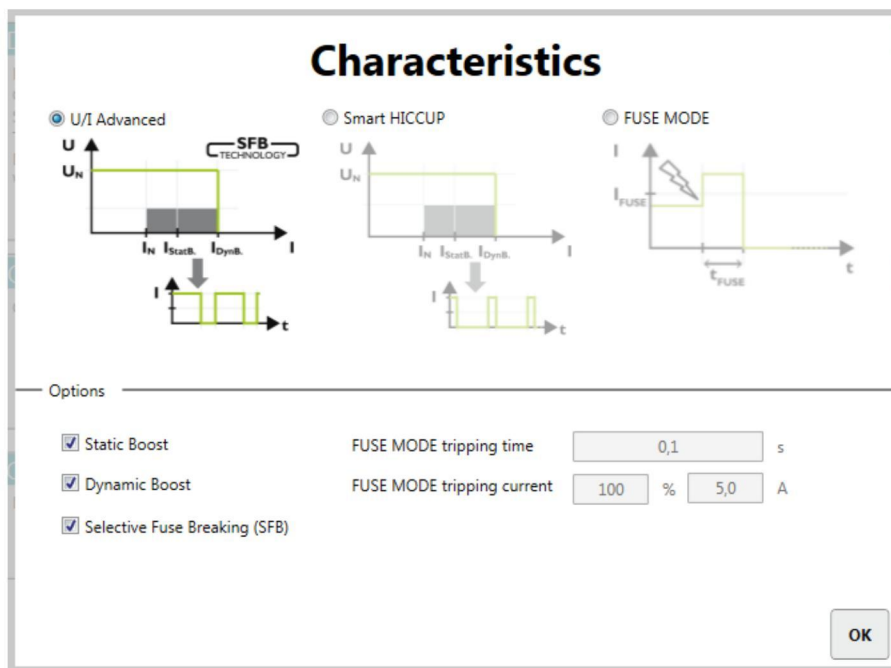 Characteristics
U/I Advanced
Smart HICCUP
FUSE MODE
U
SFB
TECHNOLOGY
UN
IN IStatB. IDynB. I
I
t
U
UN
IN IStatB. IDynB. I
I
t
I
IFUSE
t
tFUSE
Options
Static Boost
FUSE MODE tripping time 0,1 s
Dynamic Boost
FUSE MODE tripping current 100 % 5,0 A
Selective Fuse Breaking (SFB)
OK